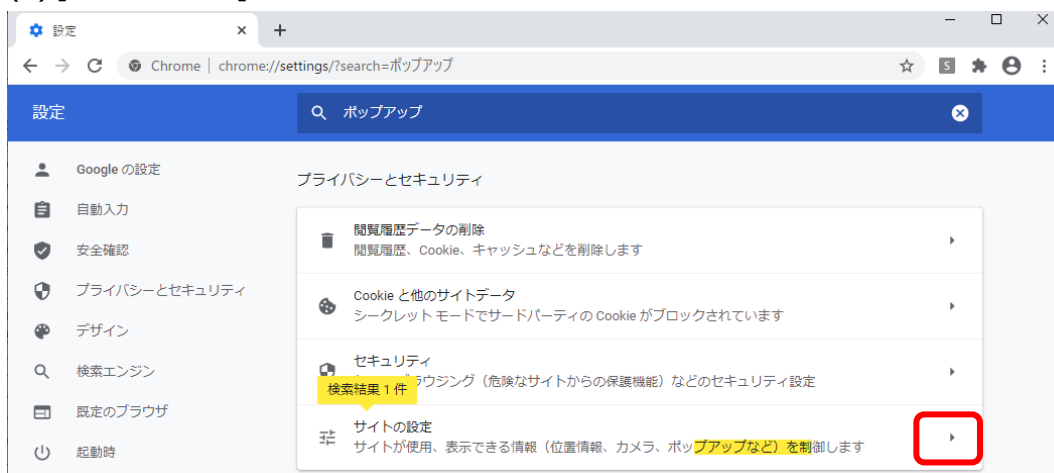 設定
Chrome | chrome://settings/?search=ポップアップ
S
設定
ポップアップ
Google の設定
自動入力
安全確認
プライバシーとセキュリティ
デザイン
検索エンジン
既定のブラウザ
起動時
プライバシーとセキュリティ
閲覧履歴データの削除
閲覧履歴、Cookie、キャッシュなどを削除します
Cookie と他のサイトデータ
シークレット モードでサードパーティの Cookie がブロックされています
セキュリティ
ラウジング（危険なサイトからの保護機能）などのセキュリティ設定
検索結果 1 件
サイトの設定
サイトが使用、表示できる情報（位置情報、カメラ、ポップアップなど）を制御します